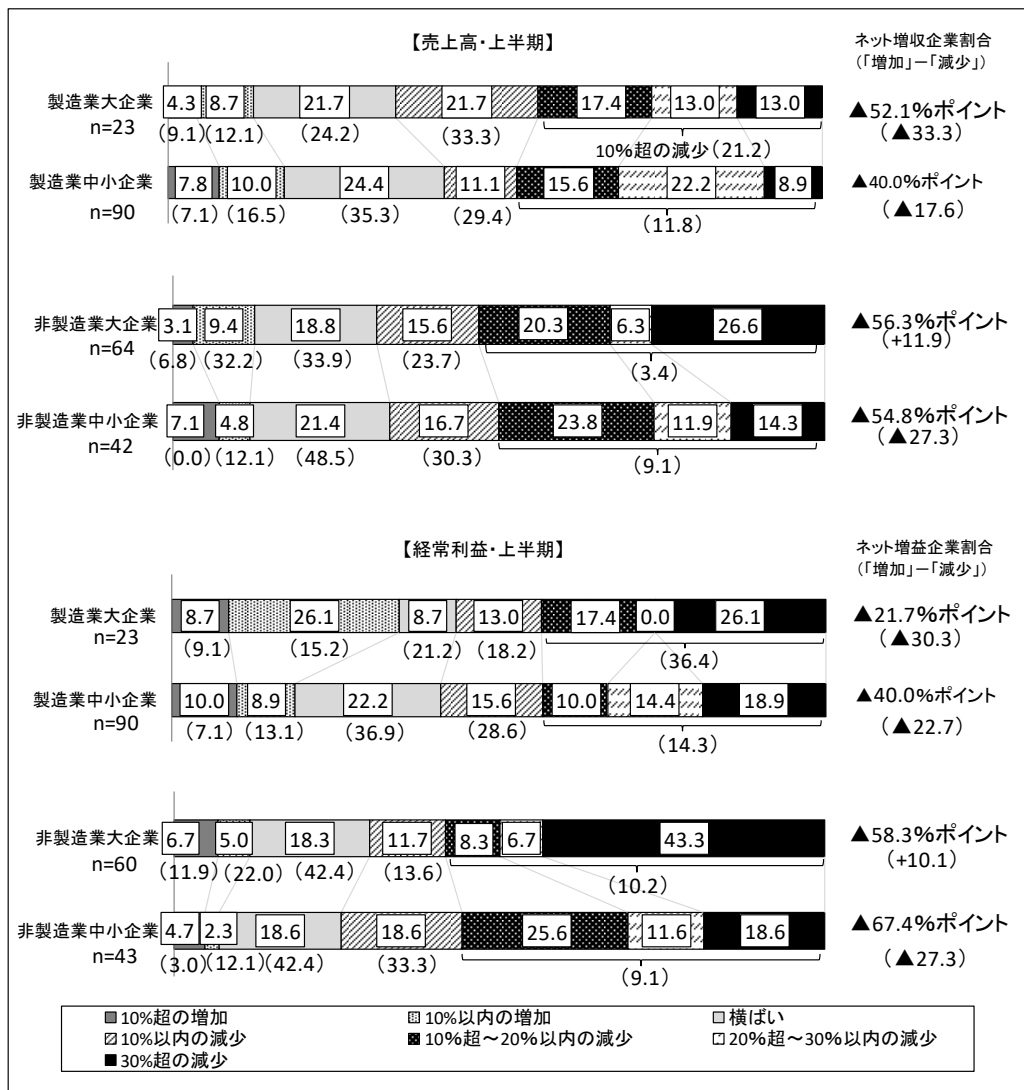 【売上高・上半期】
ネット増収企業割合
(「増加」－「減少」)
製造業大企業
n=23
4.3 8.7 21.7 21.7 17.4 13.0 13.0
▲52.1%ポイント
(▲33.3)
(9.1) (12.1) (24.2) (33.3)
10%超の減少(21.2)
製造業中小企業
n=90
7.8 10.0 24.4 11.1 15.6 22.2 8.9
▲40.0%ポイント
(▲17.6)
(7.1) (16.5) (35.3) (29.4) (11.8)
非製造業大企業
n=64
3.1 9.4 18.8 15.6 20.3 6.3 26.6
▲56.3%ポイント
(+11.9)
(6.8) (32.2) (33.9) (23.7) (3.4)
非製造業中小企業
n=42
7.1 4.8 21.4 16.7 23.8 11.9 14.3
▲54.8%ポイント
(▲27.3)
(0.0) (12.1) (48.5) (30.3) (9.1)
【経常利益・上半期】
ネット増益企業割合
(「増加」－「減少」)
製造業大企業
n=23
8.7 26.1 8.7 13.0 17.4 0.0 26.1
▲21.7%ポイント
(▲30.3)
(9.1) (15.2) (21.2) (18.2) (36.4)
製造業中小企業
n=90
10.0 8.9 22.2 15.6 10.0 14.4 18.9
▲40.0%ポイント
(▲22.7)
(7.1) (13.1) (36.9) (28.6) (14.3)
非製造業大企業
n=60
6.7 5.0 18.3 11.7 8.3 6.7 43.3
▲58.3%ポイント
(+10.1)
(11.9) (22.0) (42.4) (13.6) (10.2)
非製造業中小企業
n=43
4.7 2.3 18.6 18.6 25.6 11.6 18.6
▲67.4%ポイント
(▲27.3)
(3.0) (12.1) (42.4) (33.3) (9.1)
10%超の増加 10%以内の増加 横ばい
10%以内の減少 10%超～20%以内の減少 20%超～30%以内の減少
30%超の減少